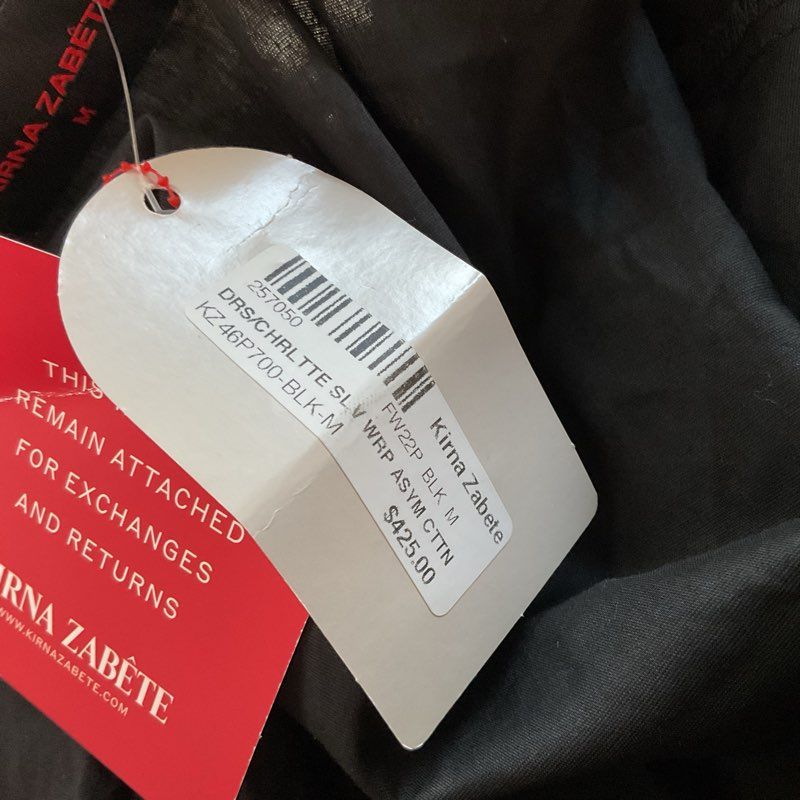 KIRNA ZABÊTE
M
257050
Kirna Zabete
FW22P BLK M
DRS/CHRLTTE SLV WRP ASYM CTTN
KZ46P700-BLK-M
$425.00
THIS
REMAIN ATTACHED
FOR EXCHANGES
AND RETURNS
KIRNA ZABÊTE
WWW.KIRNAZABETE.COM